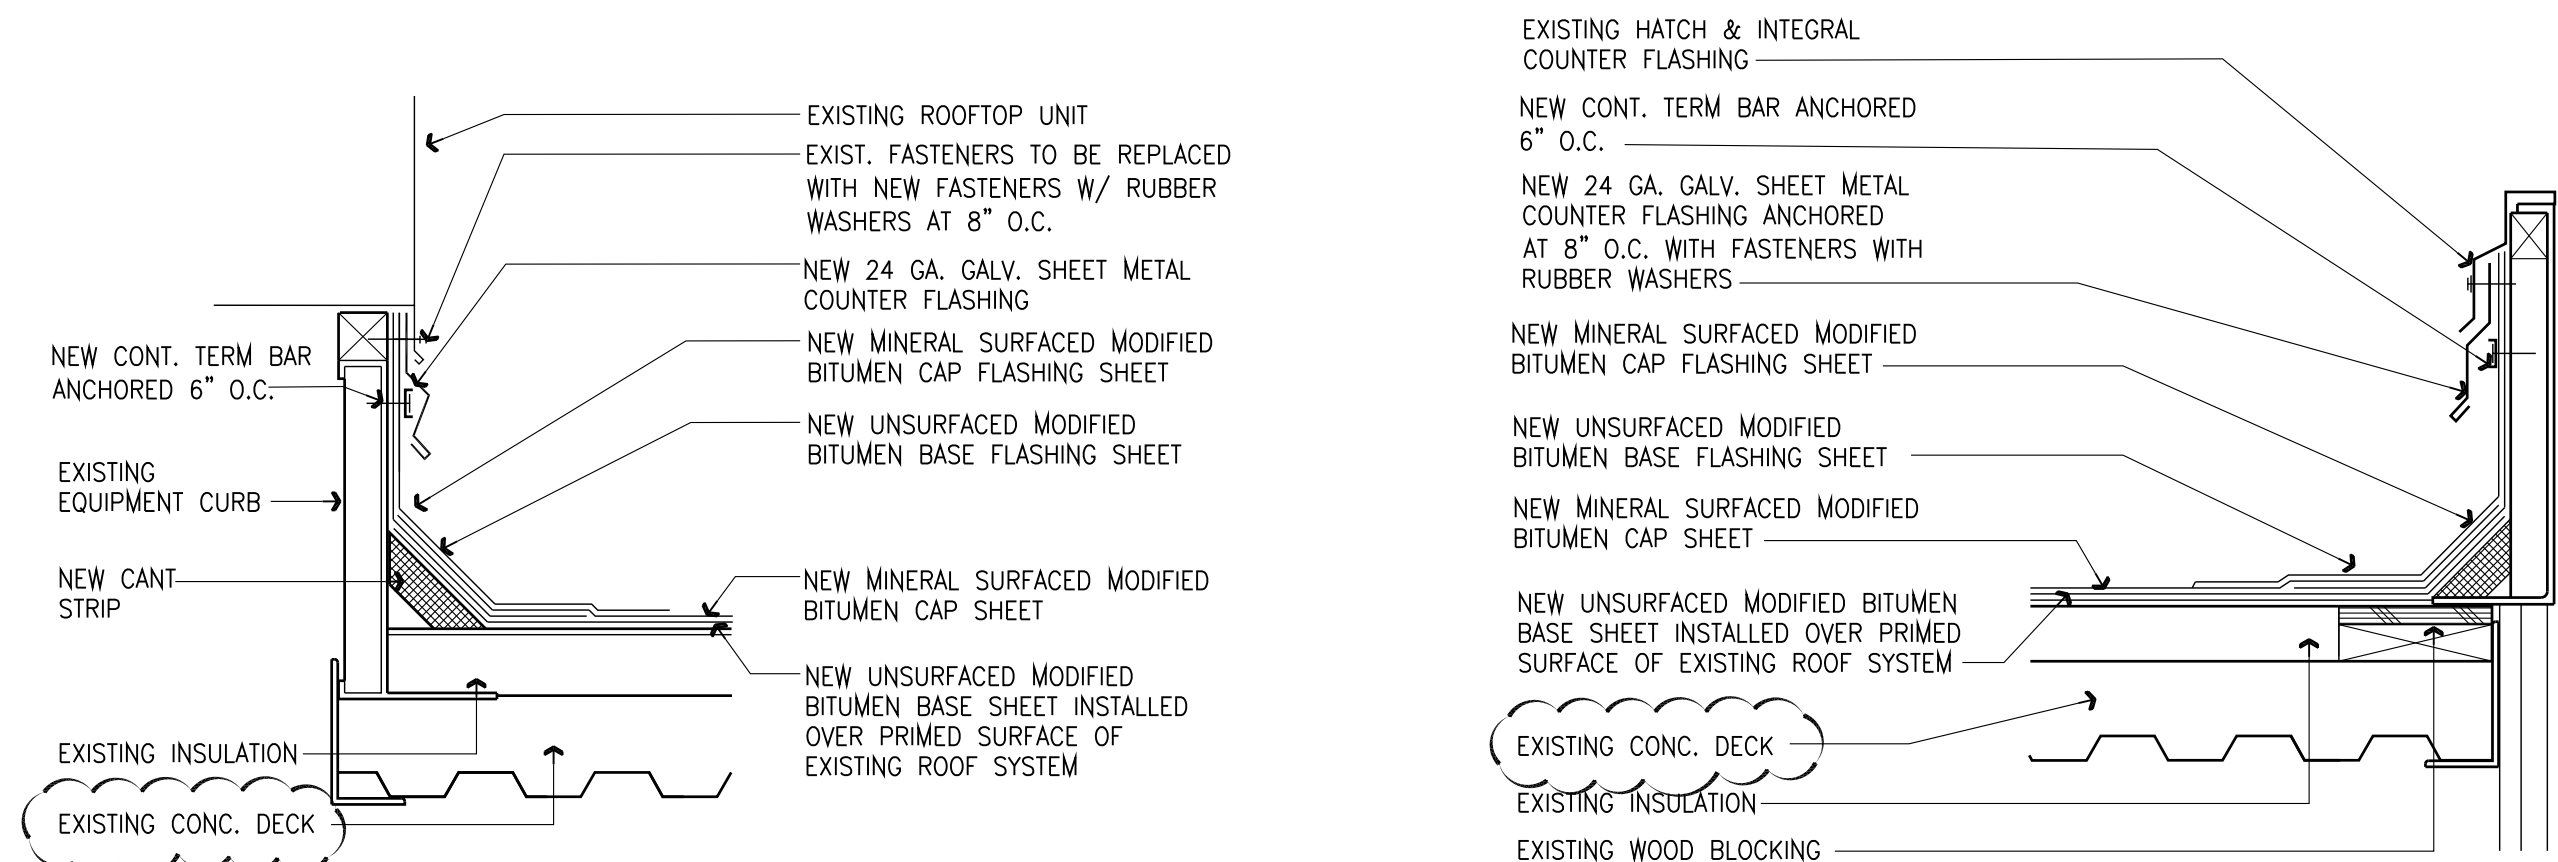 EXISTING ROOFTOP UNIT
EXIST. FASTENERS TO BE REPLACED
WITH NEW FASTENERS W/ RUBBER
WASHERS AT 8” O.C.
NEW 24 GA. GALV. SHEET METAL
COUNTER FLASHING
NEW MINERAL SURFACED MODIFIED
BITUMEN CAP FLASHING SHEET
NEW UNSURFACED MODIFIED
BITUMEN BASE FLASHING SHEET
NEW MINERAL SURFACED MODIFIED
BITUMEN CAP SHEET
NEW UNSURFACED MODIFIED
BITUMEN BASE SHEET INSTALLED
OVER PRIMED SURFACE OF
EXISTING ROOF SYSTEM
NEW CONT. TERM BAR
ANCHORED 6” O.C.
EXISTING
EQUIPMENT CURB
NEW CANT
STRIP
EXISTING INSULATION
EXISTING CONC. DECK
EXISTING HATCH & INTEGRAL
COUNTER FLASHING
NEW CONT. TERM BAR ANCHORED
6” O.C.
NEW 24 GA. GALV. SHEET METAL
COUNTER FLASHING ANCHORED
AT 8” O.C. WITH FASTENERS WITH
RUBBER WASHERS
NEW MINERAL SURFACED MODIFIED
BITUMEN CAP FLASHING SHEET
NEW UNSURFACED MODIFIED
BITUMEN BASE FLASHING SHEET
NEW MINERAL SURFACED MODIFIED
BITUMEN CAP SHEET
NEW UNSURFACED MODIFIED BITUMEN
BASE SHEET INSTALLED OVER PRIMED
SURFACE OF EXISTING ROOF SYSTEM
EXISTING CONC. DECK
EXISTING INSULATION
EXISTING WOOD BLOCKING